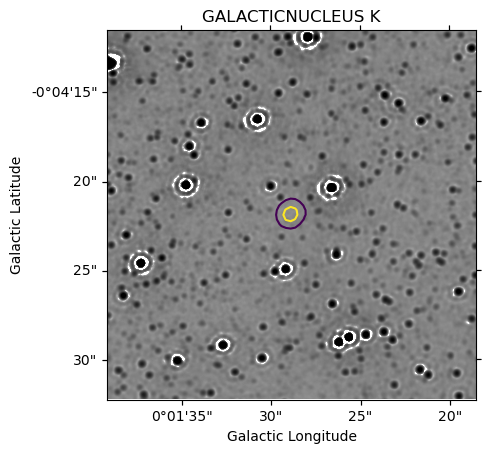 GALACTICNUCLEUS K
-0°04'15"
20"
25"
30"
Galactic Latitude
0°01'35"
30"
25"
20"
Galactic Longitude